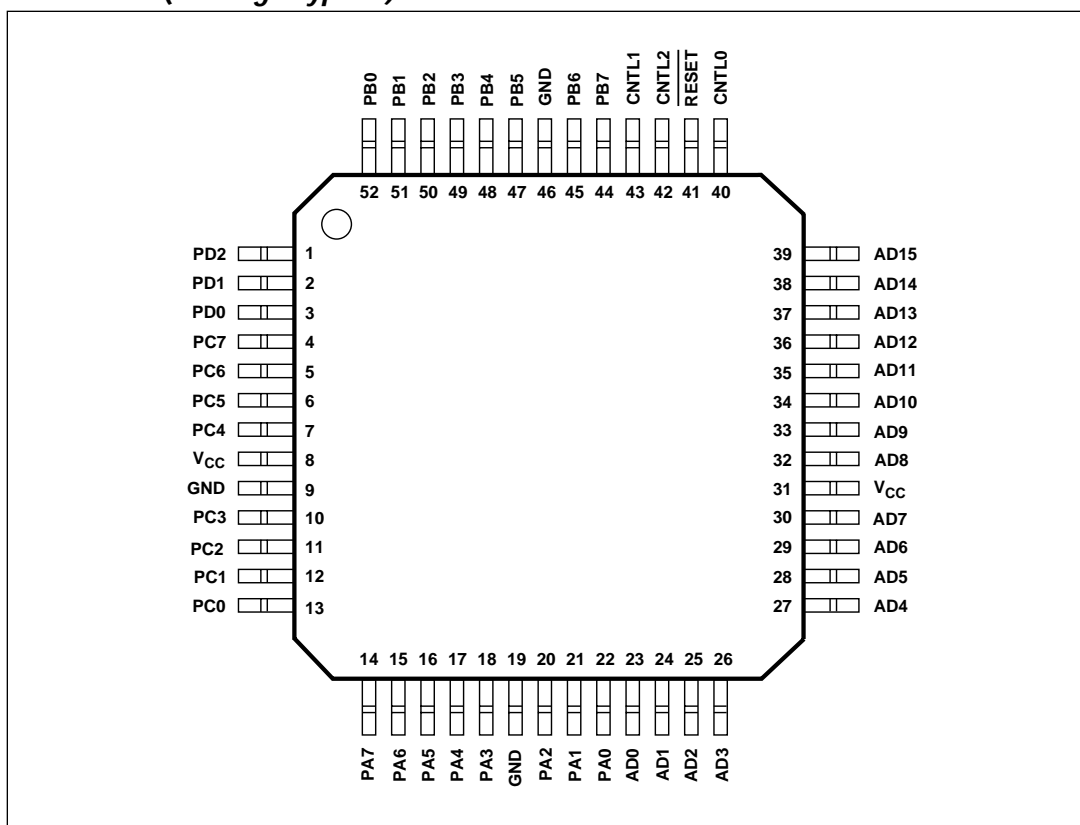 PB0 PB1 PB2 PB3 PB4 PB5 GND PB6 PB7 CNTL1 CNTL2 RESET CNTL0
52 51 50 49 48 47 46 45 44 43 42 41 40
PD2 1 39 AD15
PD1 2 38 AD14
PD0 3 37 AD13
PC7 4 36 AD12
PC6 5 35 AD11
PC5 6 34 AD10
PC4 7 33 AD9
VCC 8 32 AD8
GND 9 31 VCC
PC3 10 30 AD7
PC2 11 29 AD6
PC1 12 28 AD5
PC0 13 27 AD4
14 15 16 17 18 19 20 21 22 23 24 25 26
PA7 PA6 PA5 PA4 PA3 GND PA2 PA1 PA0 AD0 AD1 AD2 AD3